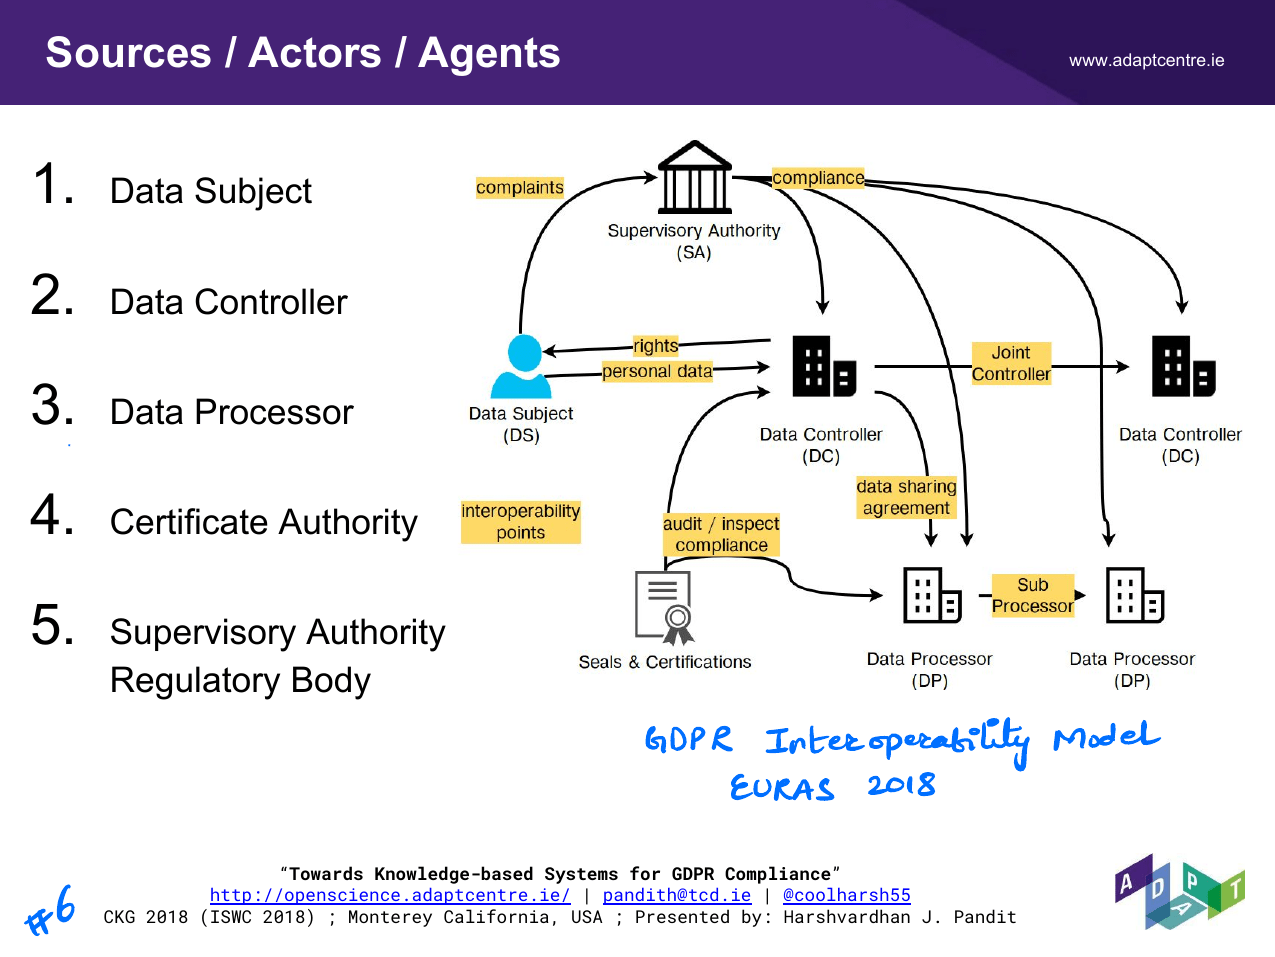 Sources / Actors / Agents
www.adaptcentre.ie
1. Data Subject
2. Data Controller
3. Data Processor
4. Certificate Authority
5. Supervisory Authority
Regulatory Body
complaints
compliance
Supervisory Authority
(SA)
rights
personal data
Joint
Controller
Data Subject
(DS)
Data Controller
(DC)
Data Controller
(DC)
interoperability
points
audit / inspect
compliance
data sharing
agreement
Sub
Processor
Seals & Certifications
Data Processor
(DP)
Data Processor
(DP)
GDPR Interoperability Model
EURAS 2018
“Towards Knowledge-based Systems for GDPR Compliance”
http://openscience.adaptcentre.ie/ | pandith@tcd.ie | @coolharsh55
CKG 2018 (ISWC 2018) ; Monterey California, USA ; Presented by: Harshvardhan J. Pandit
#6
ADAPT